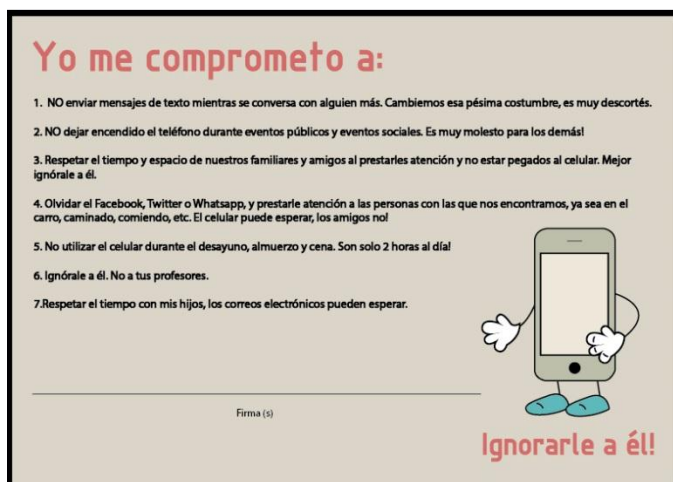 Yo me comprometo a:
1. NO enviar mensajes de texto mientras se conversa con alguien más. Cambiemos esa pésima costumbre, es muy descortés.
2. NO dejar encendido el teléfono durante eventos públicos y eventos sociales. Es muy molesto para los demás!
3. Respetar el tiempo y espacio de nuestros familiares y amigos al prestarles atención y no estar pegados al celular. Mejor
ignórale a él.
4. Olvidar el Facebook, Twitter o Whatsapp, y prestarle atención a las personas con las que nos encontramos, ya sea en el
carro, caminado, comiendo, etc. El celular puede esperar, los amigos no!
5. No utilizar el celular durante el desayuno, almuerzo y cena. Son solo 2 horas al día!
6. Ignórale a él. No a tus profesores.
7.Respetar el tiempo con mis hijos, los correos electrónicos pueden esperar.
Firma (s)
Ignorarle a él!